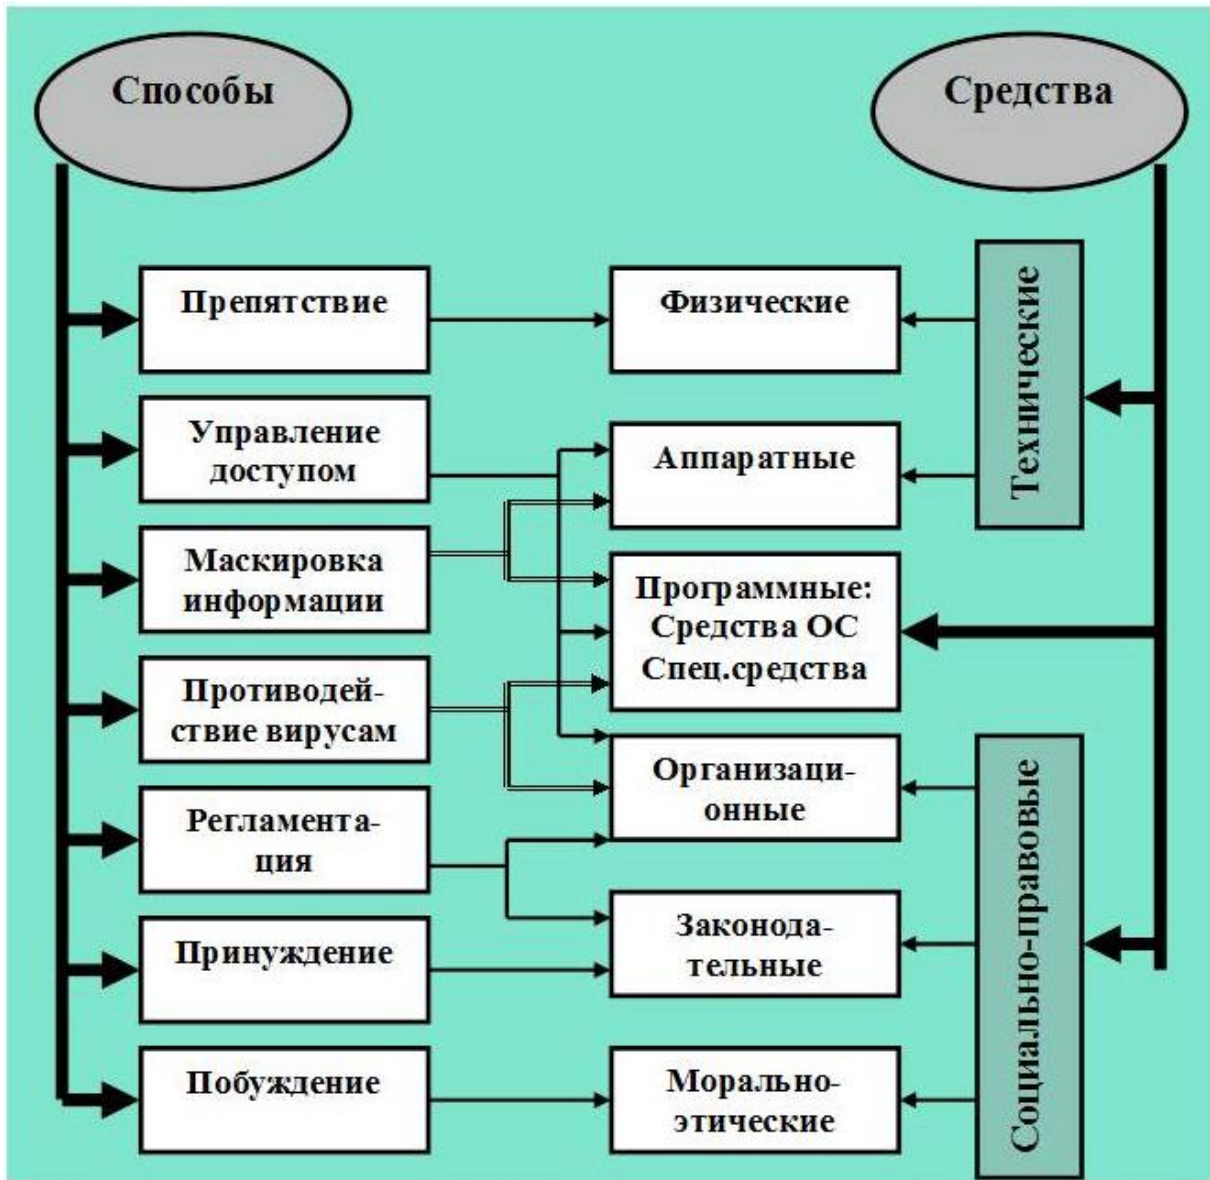 Способы
Средства
Препятствие
Управление
доступом
Маскировка
информации
Противодей-
ствие вирусам
Регламента-
ция
Принуждение
Побуждение
Физические
Аппаратные
Программные:
Средства ОС
Спец.средства
Организаци-
онные
Законода-
тельные
Морально-
этические
Технические
Социально-правовые